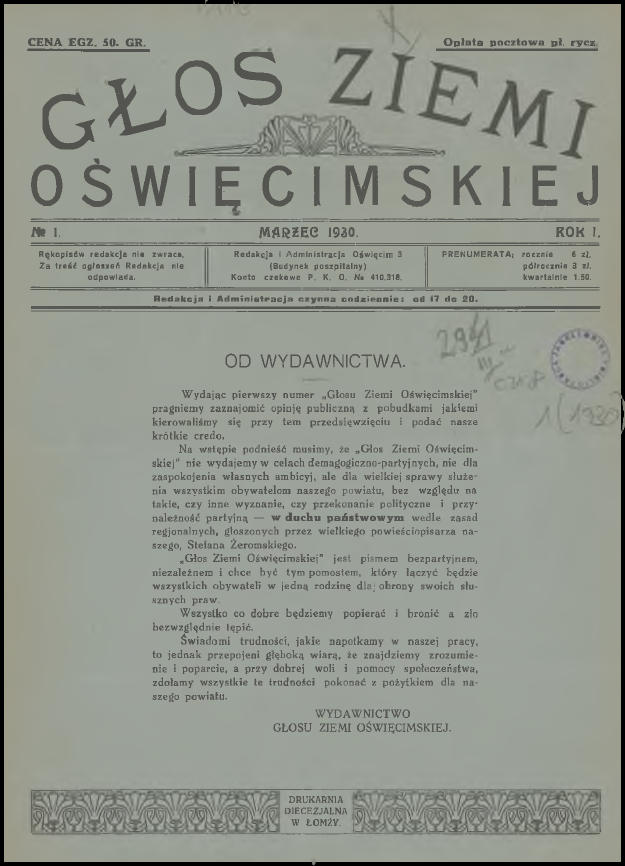 CENA EGZ. 50. GR.
Opłata pocztowa pł. rycz.
GŁOS ZIEMI
OŚWIĘCIMSKIEJ
№ 1.
MARZEC 1930.
ROK I.
Rękopisów redakcja nie zwraca,
Za treść ogłoszeń Redakcja nie
odpowiada.
Redakcja i Administracja Oświęcim 3
(Budynek poszpitalny)
Konto czekowe P. K. O. № 410,318.
PRENUMERATA: rocznie 6 zł.
półrocznie 3 zł.
kwartalnie 1.50.
Redakcja i Administracja czynna codziennie: od 17 do 20.
OD WYDAWNICTWA.
Wydając pierwszy numer „Głosu Ziemi Oświęcimskiej"
pragniemy zaznajomić opinję publiczną z pobudkami jakiemi
kierowaliśmy się przy tem przedsięwzięciu i podać nasze
krótkie credo.
Na wstępie podnieść musimy, że „Głos Ziemi Oświęcim-
skiej" nie wydajemy w celach demagogiczno-partyjnych, nie dla
zaspokojenia własnych ambicyj, ale dla wielkiej sprawy służe-
nia wszystkim obywatelom naszego powiatu, bez względu na
takie, czy inne wyznanie, czy przekonanie polityczne i przy-
należność partyjną — w duchu państwowym wedle zasad
regjonalnych, głoszonych przez wielkiego powieściopisarza na-
szego, Stefana Żeromskiego.
„Głos Ziemi Oświęcimskiej" jest pismem bezpartyjnem,
niezależnem i chce być tym pomostem, który łączyć będzie
wszystkich obywateli w jedną rodzinę dla obrony swoich słu-
sznych praw.
Wszystko co dobre będziemy popierać i bronić a zło
bezwzględnie tępić.
Świadomi trudności, jakie napotkamy w naszej pracy,
to jednak przepojeni głęboką wiarą, że znajdziemy zrozumie-
nie i poparcie, a przy dobrej woli i pomocy społeczeństwa,
zdołamy wszystkie te trudności pokonać z pożytkiem dla na-
szego powiatu.
WYDAWNICTWO
GŁOSU ZIEMI OŚWIĘCIMSKIEJ.
1 (1930)
DRUKARNIA
DIECEZJALNA
W ŁOMŻY.